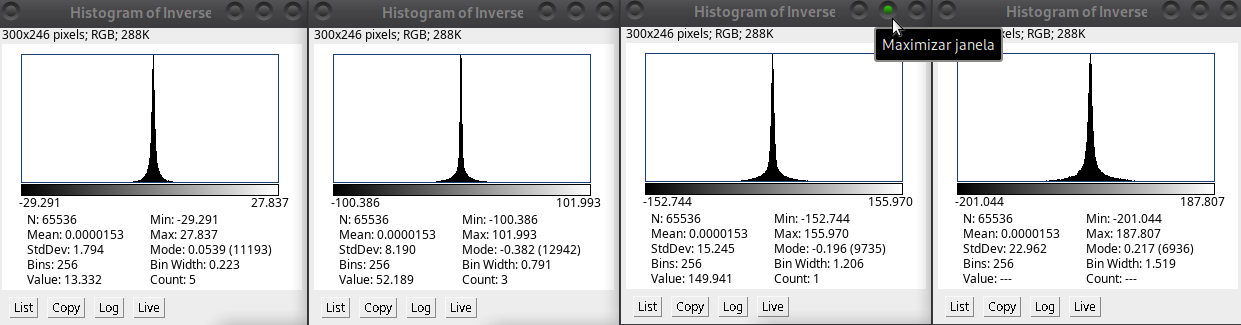 Histogram of Inverse
300x246 pixels; RGB; 288K
-29.291 27.837
N: 65536 Min: -29.291
Mean: 0.0000153 Max: 27.837
StdDev: 1.794 Mode: 0.0539 (11193)
Bins: 256 Bin Width: 0.223
Value: 13.332 Count: 5
List Copy Log Live
Histogram of Inverse
300x246 pixels; RGB; 288K
-100.386 101.993
N: 65536 Min: -100.386
Mean: 0.0000153 Max: 101.993
StdDev: 8.190 Mode: -0.382 (12942)
Bins: 256 Bin Width: 0.791
Value: 52.189 Count: 3
List Copy Log Live
Histogram of Inverse
300x246 pixels; RGB; 288K
-152.744 155.970
N: 65536 Min: -152.744
Mean: 0.0000153 Max: 155.970
StdDev: 15.245 Mode: -0.196 (9735)
Bins: 256 Bin Width: 1.206
Value: 149.941 Count: 1
List Copy Log Live
Maximizar janela
Histogram of Inverse
xels; RGB; 288K
-201.044 187.807
N: 65536 Min: -201.044
Mean: 0.0000153 Max: 187.807
StdDev: 22.962 Mode: 0.217 (6936)
Bins: 256 Bin Width: 1.519
Value: --- Count: ---
List Copy Log Live